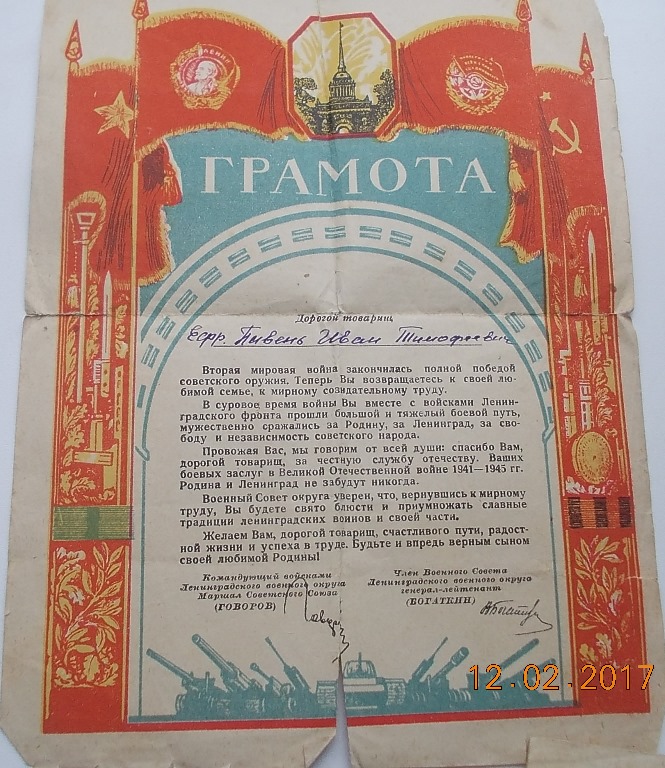 ЛЕНИН
ГРАМОТА
Дорогой товарищ
Ефр. Пивень Иван Тимофеевич
Вторая мировая война закончилась полной победой
советского оружия. Теперь Вы возвращаетесь к своей лю-
бимой семье, к мирному созидательному труду.
В суровое время войны Вы вместе с войсками Ленин-
градского фронта прошли большой и тяжелый боевой путь,
мужественно сражались за Родину, за Ленинград, за сво-
боду и независимость советского народа.
Провожая Вас, мы говорим от всей души: спасибо Вам,
дорогой товарищ, за честную службу отечеству. Ваших
боевых заслуг в Великой Отечественной войне 1941—1945 гг.
Родина и Ленинград не забудут никогда.
Военный Совет округа уверен, что, вернувшись к мирному
труду, Вы будете свято блюсти и приумножать славные
традиции ленинградских воинов и своей части.
Желаем Вам, дорогой товарищ, счастливого пути, радост-
ной жизни и успеха в труде. Будьте и впредь верным сыном
своей любимой Родины!
Командующий войсками
Ленинградского военного округа
Маршал Советского Союза
(ГОВОРОВ)
Член Военного Совета
Ленинградского военного округа
генерал-лейтенант
(БОГАТКИН)
12.02.2017